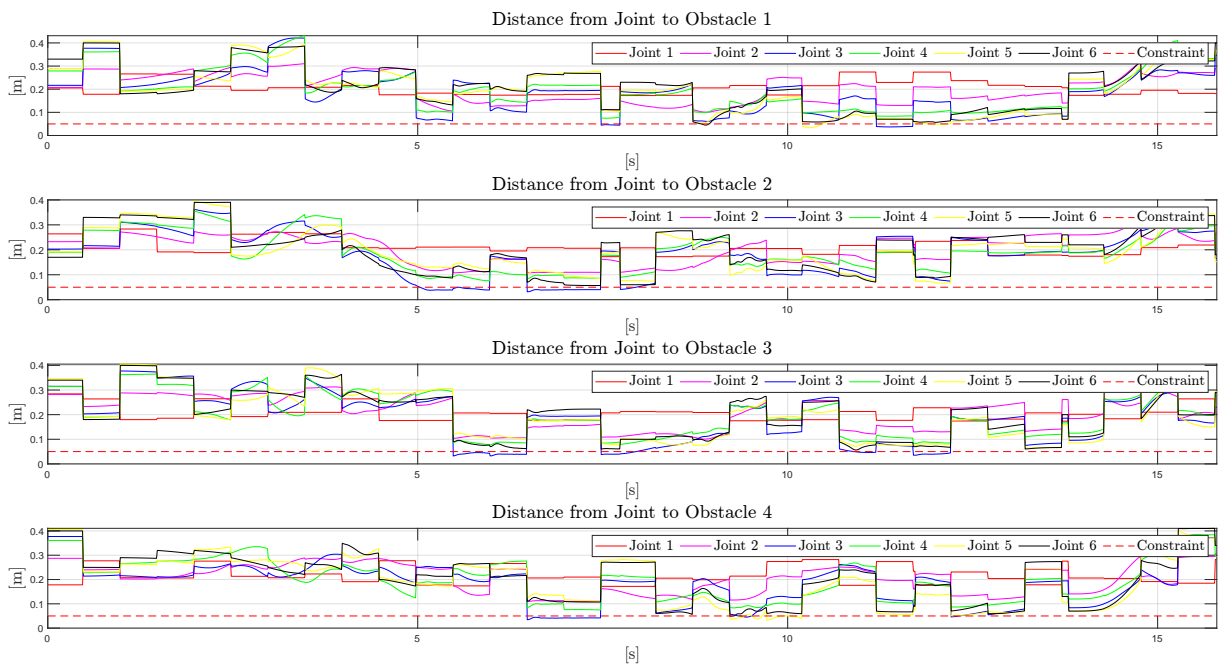 Distance from Joint to Obstacle 1
Joint 1 Joint 2 Joint 3 Joint 4 Joint 5 Joint 6 Constraint
[m]
0.4
0.3
0.2
0.1
0
0 5 10 15
[s]
Distance from Joint to Obstacle 2
Joint 1 Joint 2 Joint 3 Joint 4 Joint 5 Joint 6 Constraint
[m]
0.4
0.3
0.2
0.1
0
0 5 10 15
[s]
Distance from Joint to Obstacle 3
Joint 1 Joint 2 Joint 3 Joint 4 Joint 5 Joint 6 Constraint
[m]
0.4
0.3
0.2
0.1
0
0 5 10 15
[s]
Distance from Joint to Obstacle 4
Joint 1 Joint 2 Joint 3 Joint 4 Joint 5 Joint 6 Constraint
[m]
0.4
0.3
0.2
0.1
0
0 5 10 15
[s]